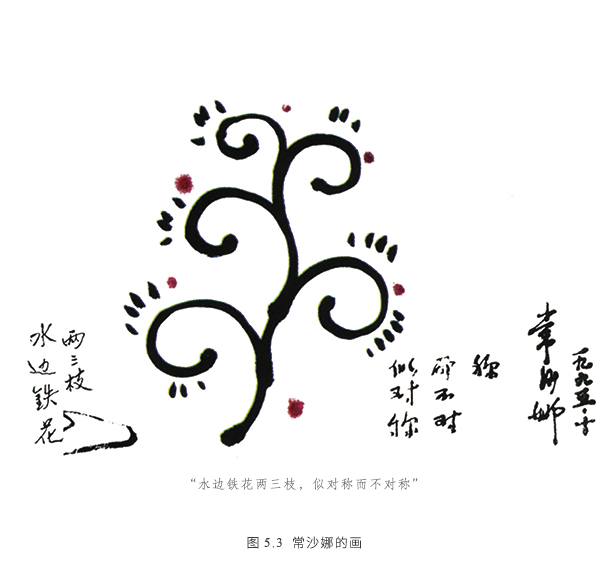 水边鉄花
两三枝
似对称
而不对
称
常沙娜
一九九五·十
“水边铁花两三枝，似对称而不对称”
图 5.3 常沙娜的画